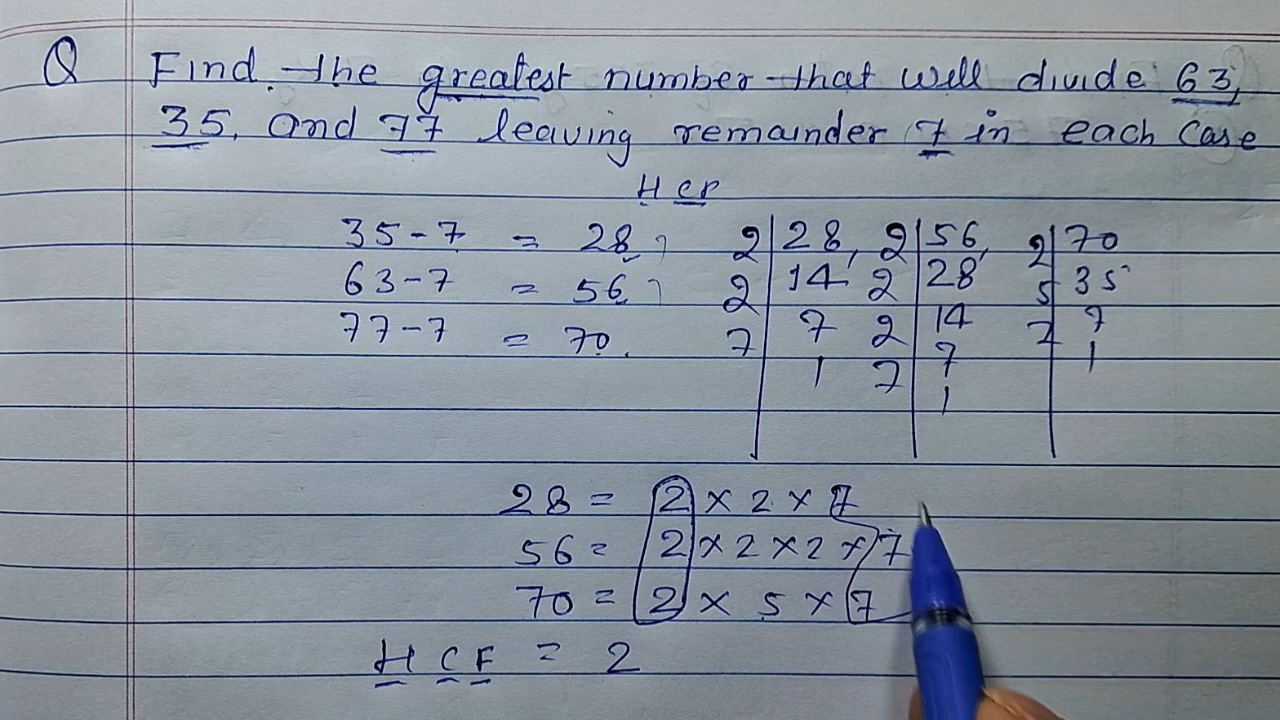 Q Find the greatest number that will divide 63,
35, and 77 leaving remainder 7 in each case
HCF
35-7 = 28, 2|28, 2|56, 2|70
63-7 = 56, 2|14 2|28 5|35
77-7 = 70. 7|7 2|14 7|7
1 7|7 1
1
28 = 2 × 2 × 7
56 = 2 × 2 × 2 × 7
70 = 2 × 5 × 7
HCF = 2